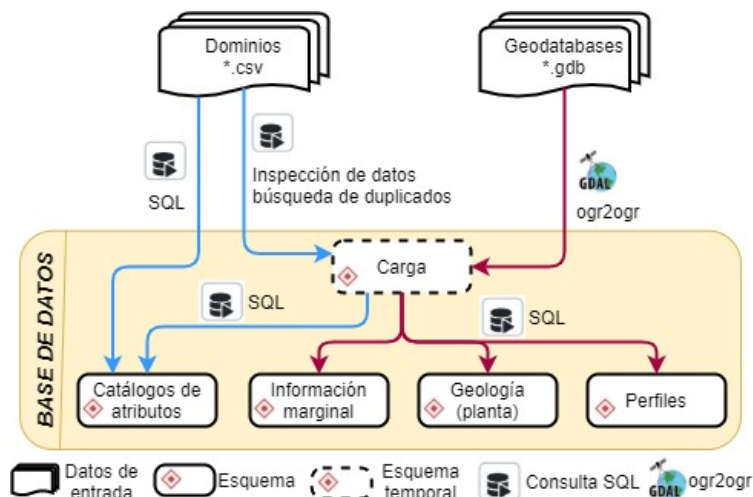 Dominios
*.csv
Geodatabases
*.gdb
SQL
Inspección de datos
búsqueda de duplicados
GDAL
ogr2ogr
BASE DE DATOS
Carga
SQL
SQL
Catálogos de
atributos
Información
marginal
Geología
(planta)
Perfiles
Datos de
entrada
Esquema
Esquema
temporal
Consulta SQL
GDAL
ogr2ogr